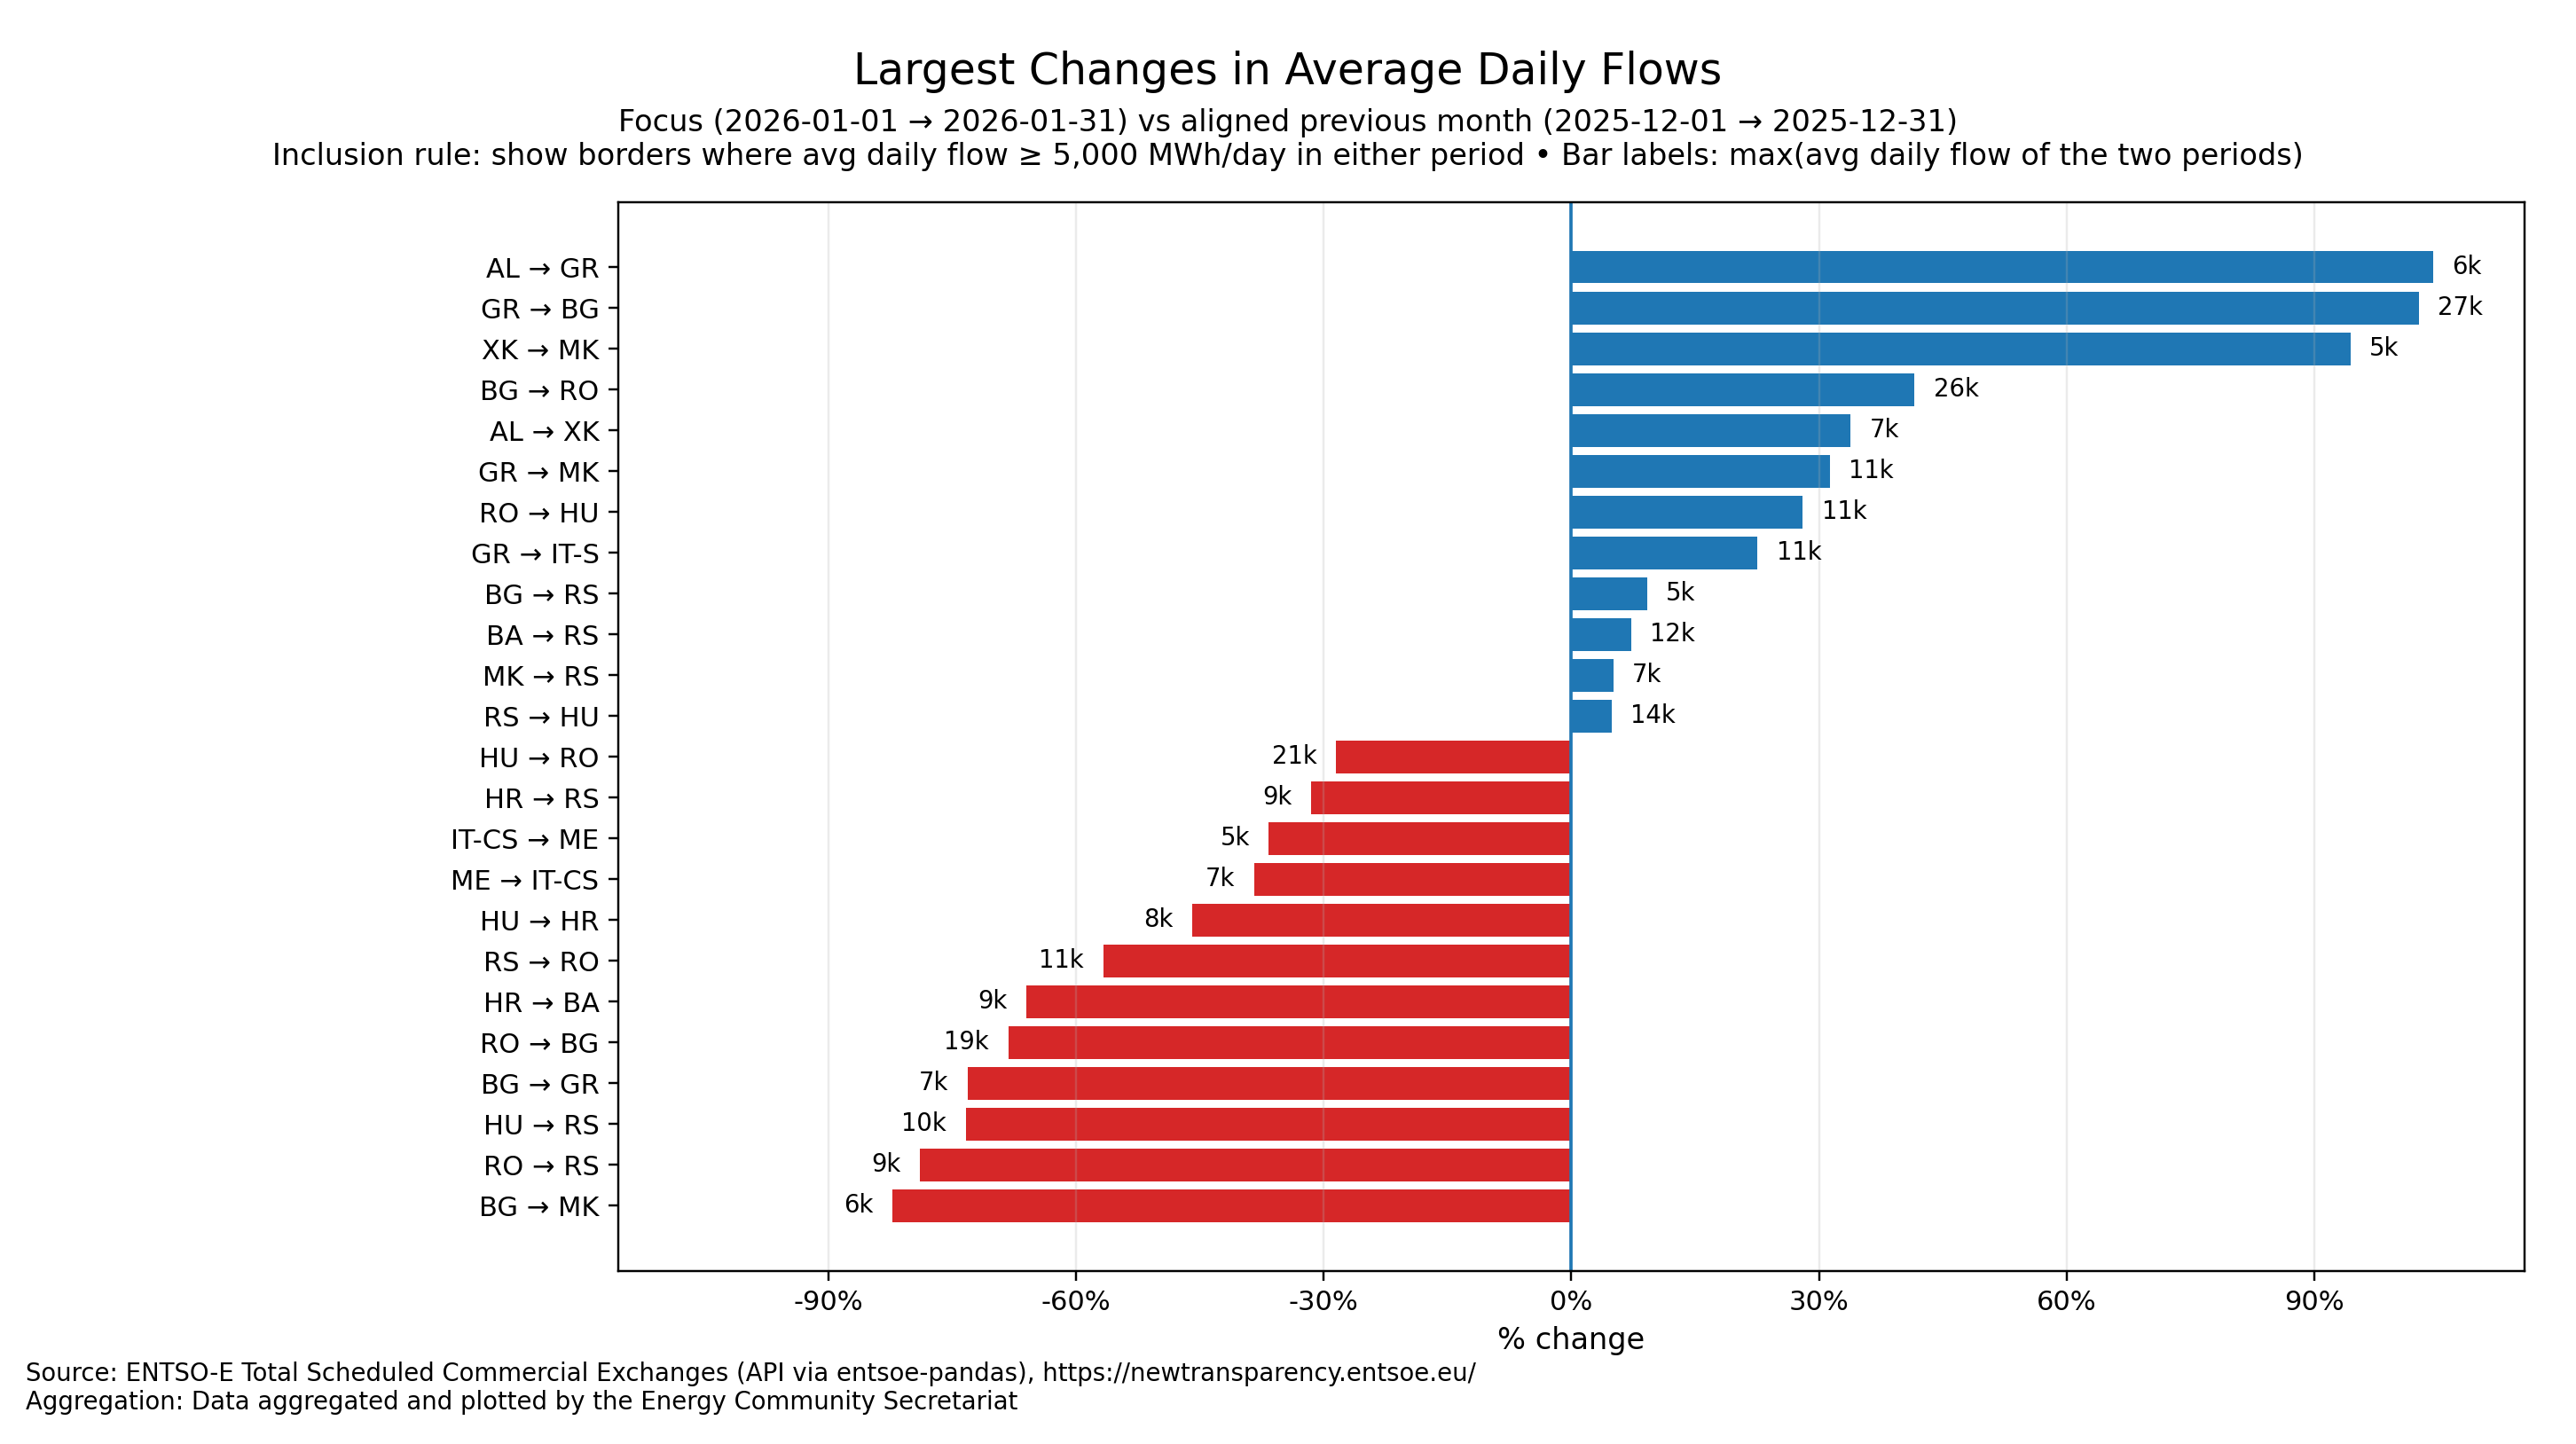 Largest Changes in Average Daily Flows
Focus (2026-01-01 → 2026-01-31) vs aligned previous month (2025-12-01 → 2025-12-31)
Inclusion rule: show borders where avg daily flow ≥ 5,000 MWh/day in either period • Bar labels: max(avg daily flow of the two periods)
AL → GR 6k
GR → BG 27k
XK → MK 5k
BG → RO 26k
AL → XK 7k
GR → MK 11k
RO → HU 11k
GR → IT-S 11k
BG → RS 5k
BA → RS 12k
MK → RS 7k
RS → HU 14k
HU → RO 21k
HR → RS 9k
IT-CS → ME 5k
ME → IT-CS 7k
HU → HR 8k
RS → RO 11k
HR → BA 9k
RO → BG 19k
BG → GR 7k
HU → RS 10k
RO → RS 9k
BG → MK 6k
-90% -60% -30% 0% 30% 60% 90%
% change
Source: ENTSO-E Total Scheduled Commercial Exchanges (API via entsoe-pandas), https://newtransparency.entsoe.eu/
Aggregation: Data aggregated and plotted by the Energy Community Secretariat